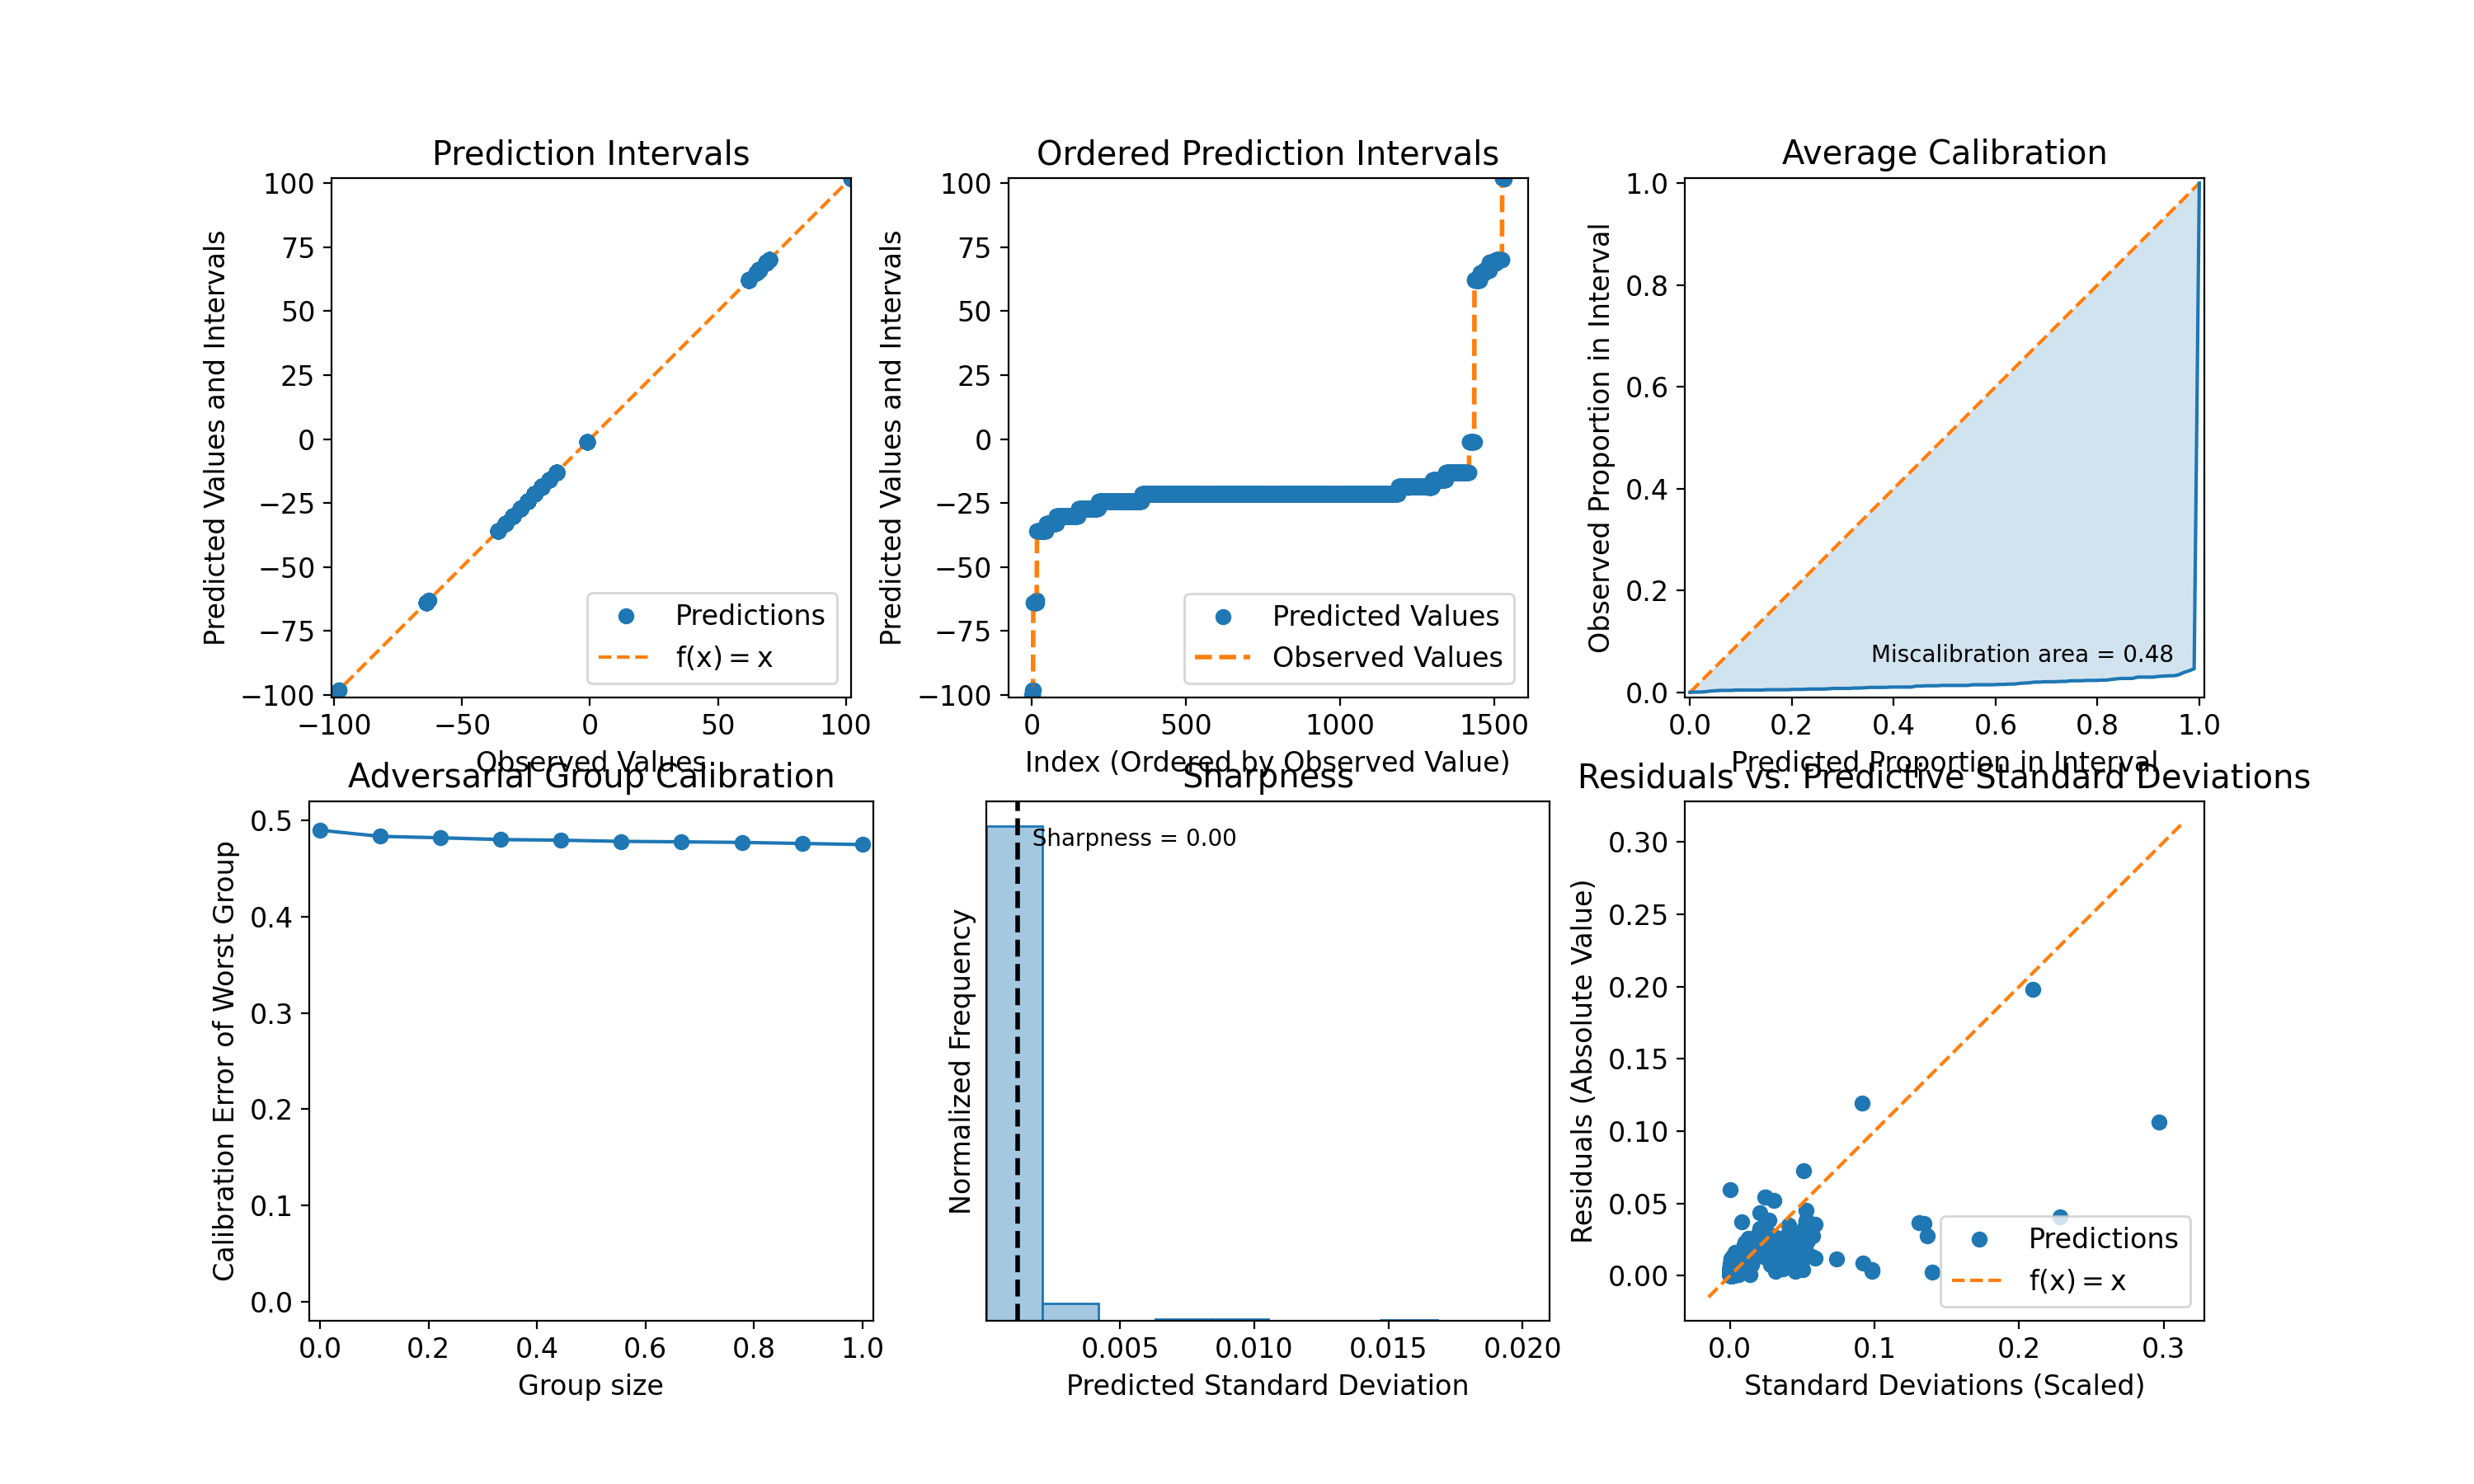 Prediction Intervals
Predicted Values and Intervals
100
75
50
25
0
−25
−50
−75
−100
Predictions
f(x) = x
−100 −50 0 50 100
Observed Values
Ordered Prediction Intervals
Predicted Values and Intervals
100
75
50
25
0
−25
−50
−75
−100
Predicted Values
Observed Values
0 500 1000 1500
Index (Ordered by Observed Value)
Average Calibration
Observed Proportion in Interval
1.0
0.8
0.6
0.4
0.2
0.0
Miscalibration area = 0.48
0.0 0.2 0.4 0.6 0.8 1.0
Predicted Proportion in Interval
Adversarial Group Calibration
Calibration Error of Worst Group
0.5
0.4
0.3
0.2
0.1
0.0
0.0 0.2 0.4 0.6 0.8 1.0
Group size
Sharpness
Normalized Frequency
Sharpness = 0.00
0.005 0.010 0.015 0.020
Predicted Standard Deviation
Residuals vs. Predictive Standard Deviations
Residuals (Absolute Value)
0.30
0.25
0.20
0.15
0.10
0.05
0.00
Predictions
f(x) = x
0.0 0.1 0.2 0.3
Standard Deviations (Scaled)